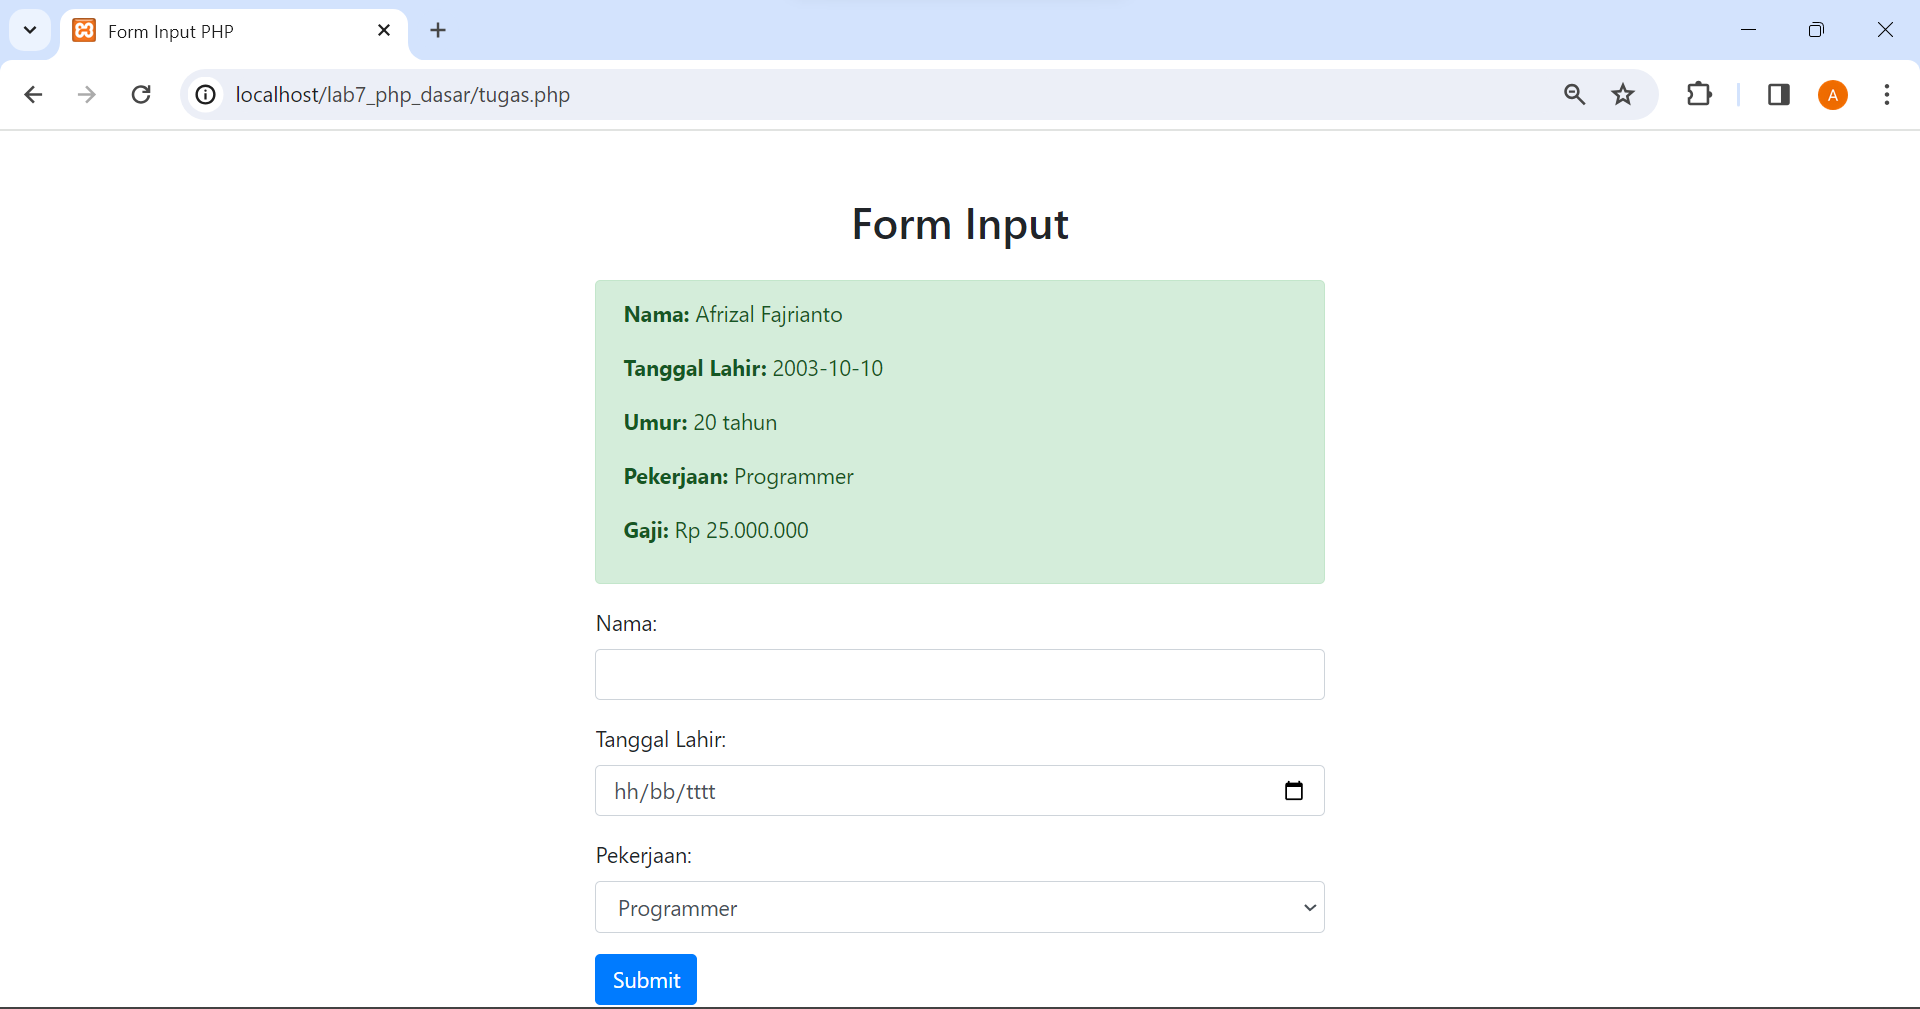 Form Input PHP
localhost/lab7_php_dasar/tugas.php
A
Form Input
Nama: Afrizal Fajrianto
Tanggal Lahir: 2003-10-10
Umur: 20 tahun
Pekerjaan: Programmer
Gaji: Rp 25.000.000
Nama:
Tanggal Lahir:
hh/bb/tttt
Pekerjaan:
Programmer
Submit